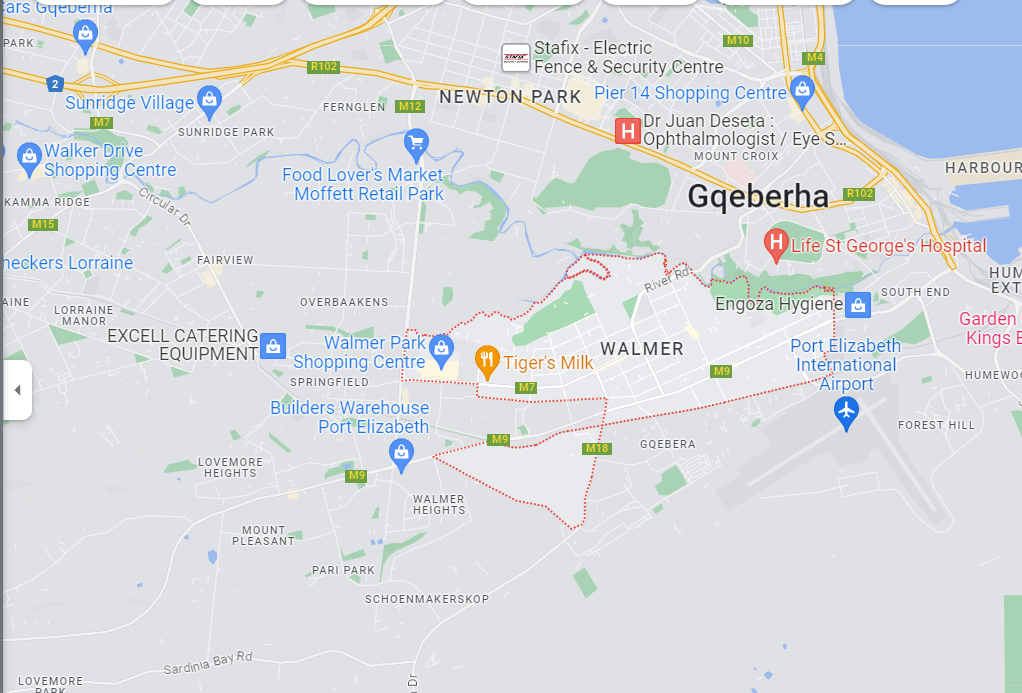 ars Gqeberha
M10
PARK
Stafix - Electric
Fence & Security Centre
STAFIX
M4
R102
2
Sunridge Village
FERNGLEN
M12
NEWTON PARK
Pier 14 Shopping Centre
M7
SUNRIDGE PARK
H
Dr Juan Deseta :
Ophthalmologist / Eye S...
MOUNT CROIX
Walker Drive
Shopping Centre
HARBOUR
Food Lover's Market
Moffett Retail Park
Gqeberha
R102
KAMMA RIDGE
Circular Dr
M15
H
Life St George's Hospital
neckers Lorraine
FAIRVIEW
River Rd
HUM
EXT
AINE
LORRAINE
MANOR
OVERBAAKENS
Engoza Hygiene
SOUTH END
Garden
Kings B
EXCELL CATERING
EQUIPMENT
Walmer Park
Shopping Centre
WALMER
Port Elizabeth
International
Airport
Tiger's Milk
M9
HUMEWOO
SPRINGFIELD
M7
Builders Warehouse
Port Elizabeth
FOREST HILL
M9
M18
GQEBERA
LOVEMORE
HEIGHTS
M9
WALMER
HEIGHTS
MOUNT
PLEASANT
PARI PARK
SCHOENMAKERSKOP
Sardinia Bay Rd
LOVEMORE
PARK
n Dr